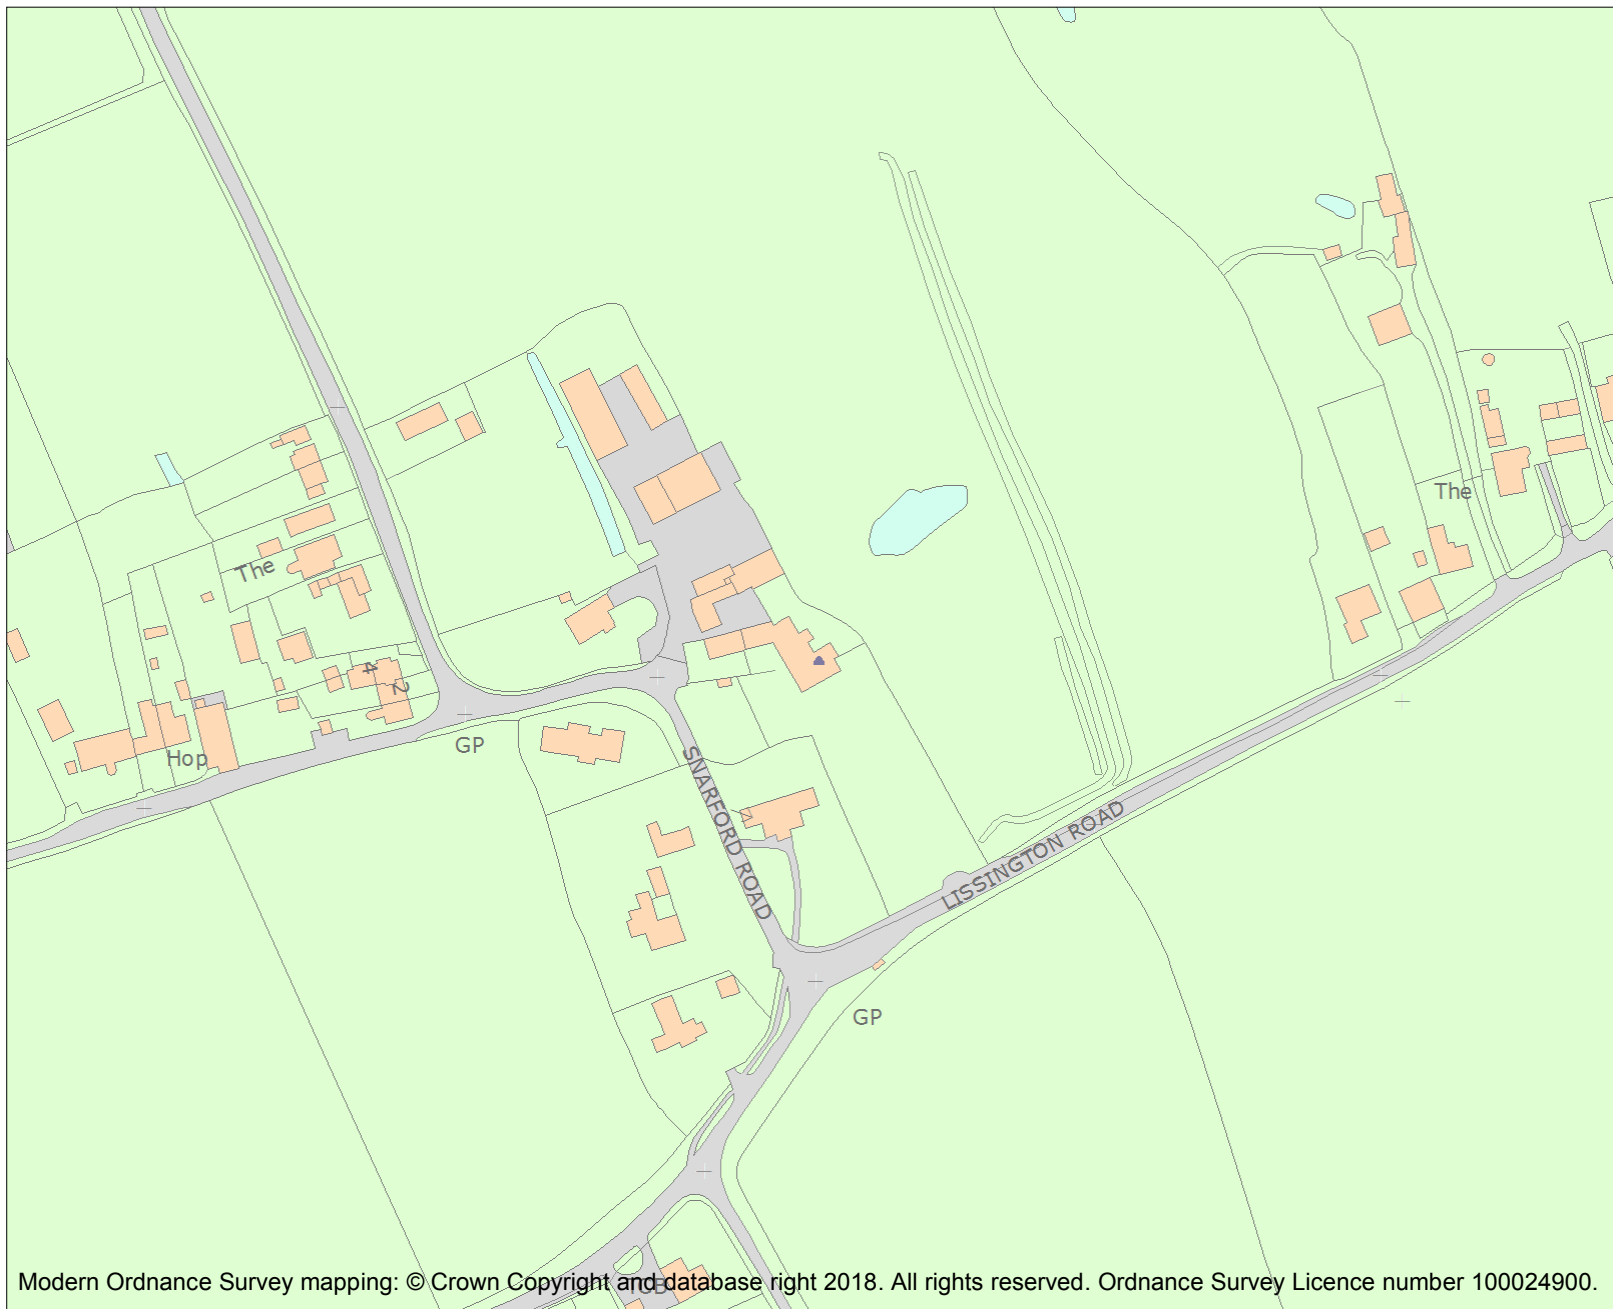 The
The
4
2
Hop
GP
SNARFORD ROAD
LISSINGTON ROAD
GP
TCB
Modern Ordnance Survey mapping: © Crown Copyright and database right 2018. All rights reserved. Ordnance Survey Licence number 100024900.